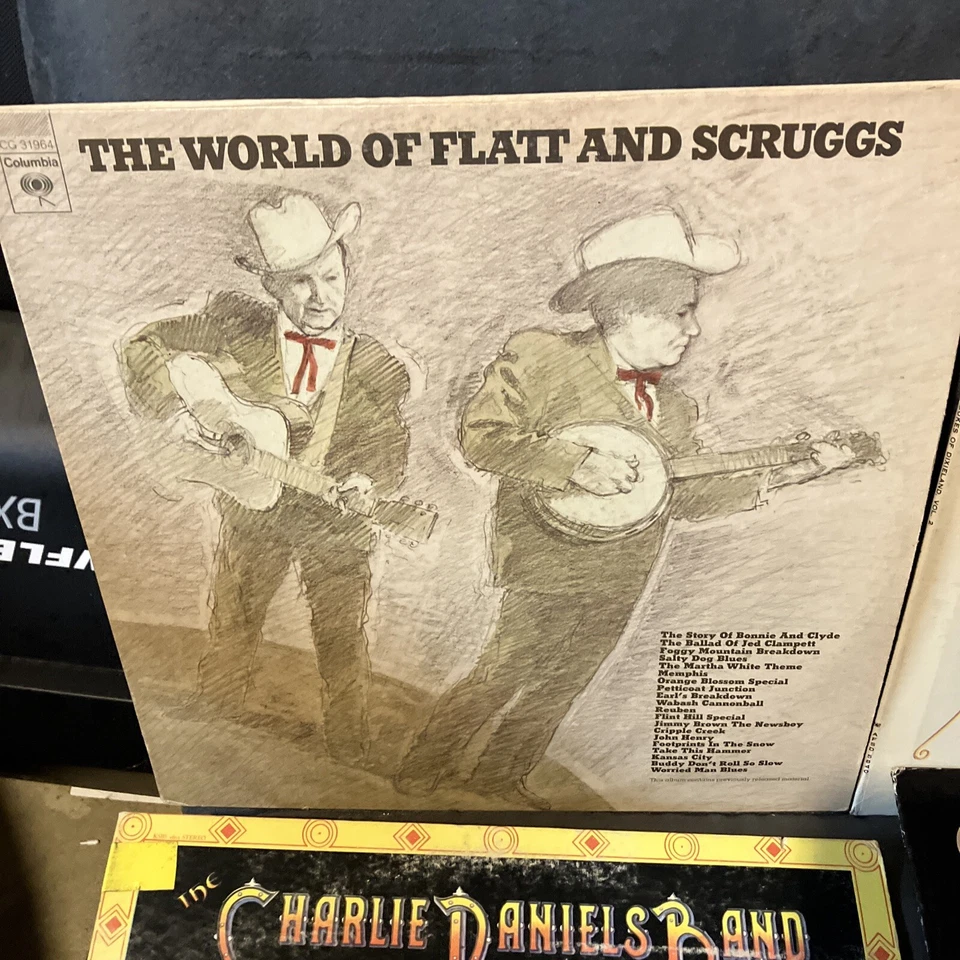 CG 31964
Columbia
THE WORLD OF FLATT AND SCRUGGS
The Story Of Bonnie And Clyde
The Ballad Of Jed Clampett
Foggy Mountain Breakdown
Salty Dog Blues
The Martha White Theme
Memphis
Orange Blossom Special
Petticoat Junction
Earl's Breakdown
Wabash Cannonball
Reuben
Flint Hill Special
Jimmy Brown The Newsboy
Cripple Creek
John Henry
Footprints In The Snow
Take This Hammer
Kansas City
Buddy Don't Roll So Slow
Worried Man Blues
This album contains previously released material.
OF DIXIELAND, VOL. 2
THE CHARLIE DANIELS BAND